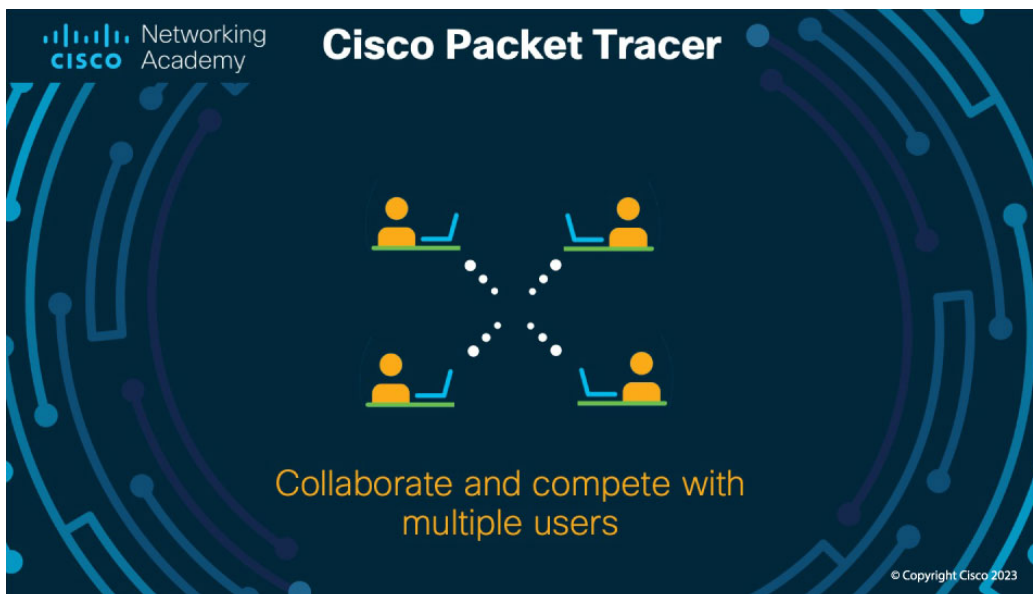 CISCO Networking Academy
Cisco Packet Tracer
Collaborate and compete with
multiple users
© Copyright Cisco 2023